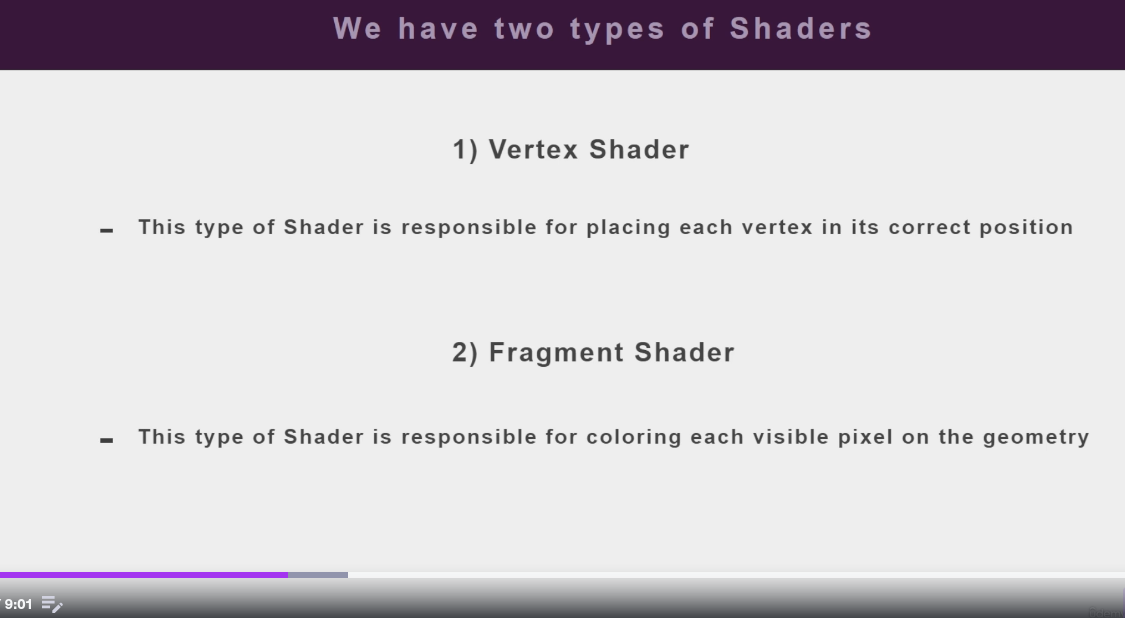 We have two types of Shaders
1) Vertex Shader
- This type of Shader is responsible for placing each vertex in its correct position
2) Fragment Shader
- This type of Shader is responsible for coloring each visible pixel on the geometry
9:01